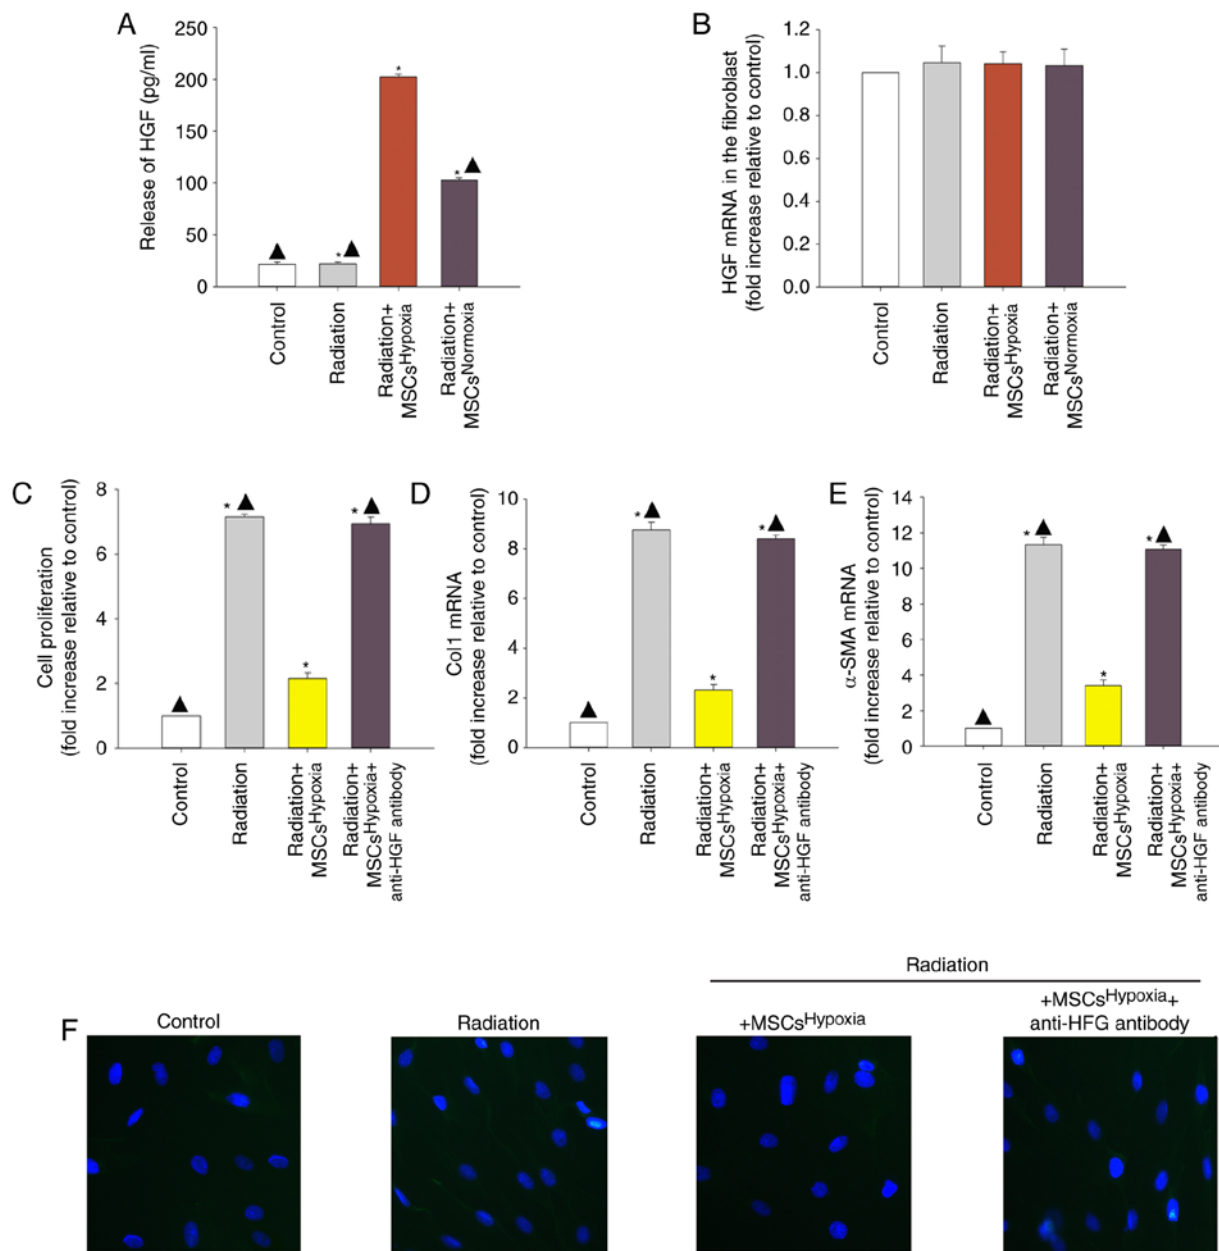 A
Release of HGF (pg/ml)
250
200
150
100
50
0
*
*
*
Control
Radiation
Radiation+
MSCsHypoxia
Radiation+
MSCsNormoxia
B
HGF mRNA in the fibroblast
(fold increase relative to control)
1.2
1.0
0.8
0.6
0.4
0.2
0.0
Control
Radiation
Radiation+
MSCsHypoxia
Radiation+
MSCsNormoxia
C
Cell proliferation
(fold increase relative to control)
8
6
4
2
0
*
*
*
Control
Radiation
Radiation+
MSCsHypoxia
Radiation+
MSCsHypoxia+
anti-HGF antibody
D
Col1 mRNA
(fold increase relative to control)
10
8
6
4
2
0
*
*
*
Control
Radiation
Radiation+
MSCsHypoxia
Radiation+
MSCsHypoxia+
anti-HGF antibody
E
α-SMA mRNA
(fold increase relative to control)
14
12
10
8
6
4
2
0
*
*
*
Control
Radiation
Radiation+
MSCsHypoxia
Radiation+
MSCsHypoxia+
anti-HGF antibody
F
Control
Radiation
Radiation
+MSCsHypoxia
+MSCsHypoxia+
anti-HFG antibody